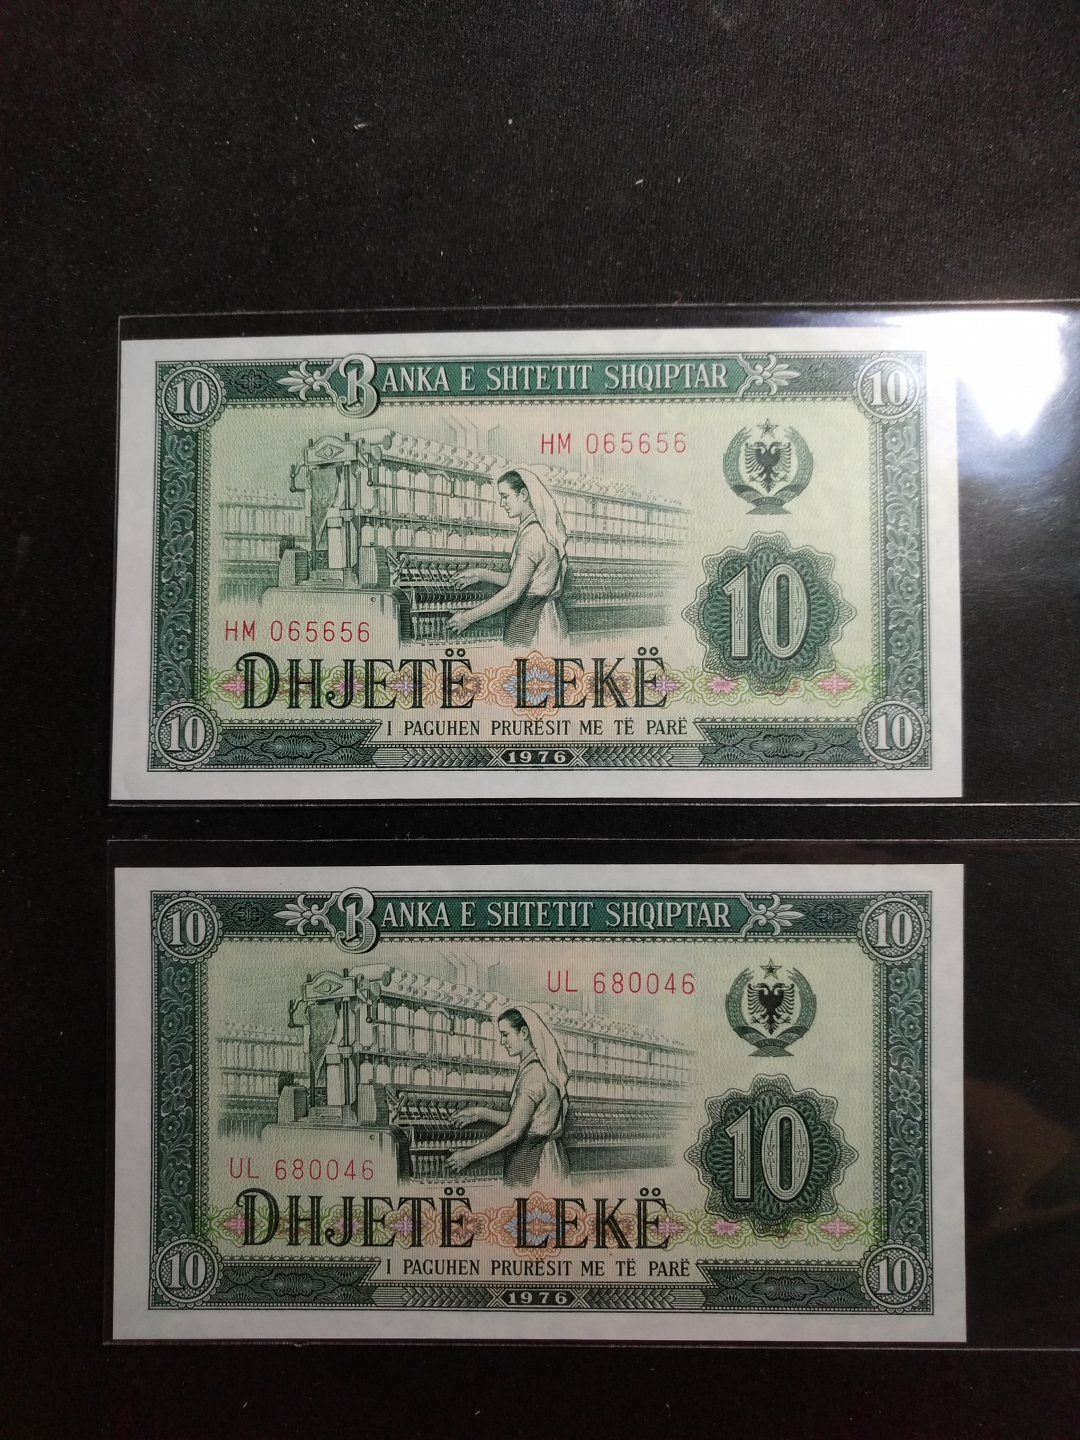 10 BANKA E SHTETIT SHQIPTAR 10
HM 065656
10
HM 065656
DHJETË LEKË
10 I PAGUHEN PRURËSIT ME TË PARË 10
1976
10 BANKA E SHTETIT SHQIPTAR 10
UL 680046
10
UL 680046
DHJETË LEKË
10 I PAGUHEN PRURËSIT ME TË PARË 10
1976